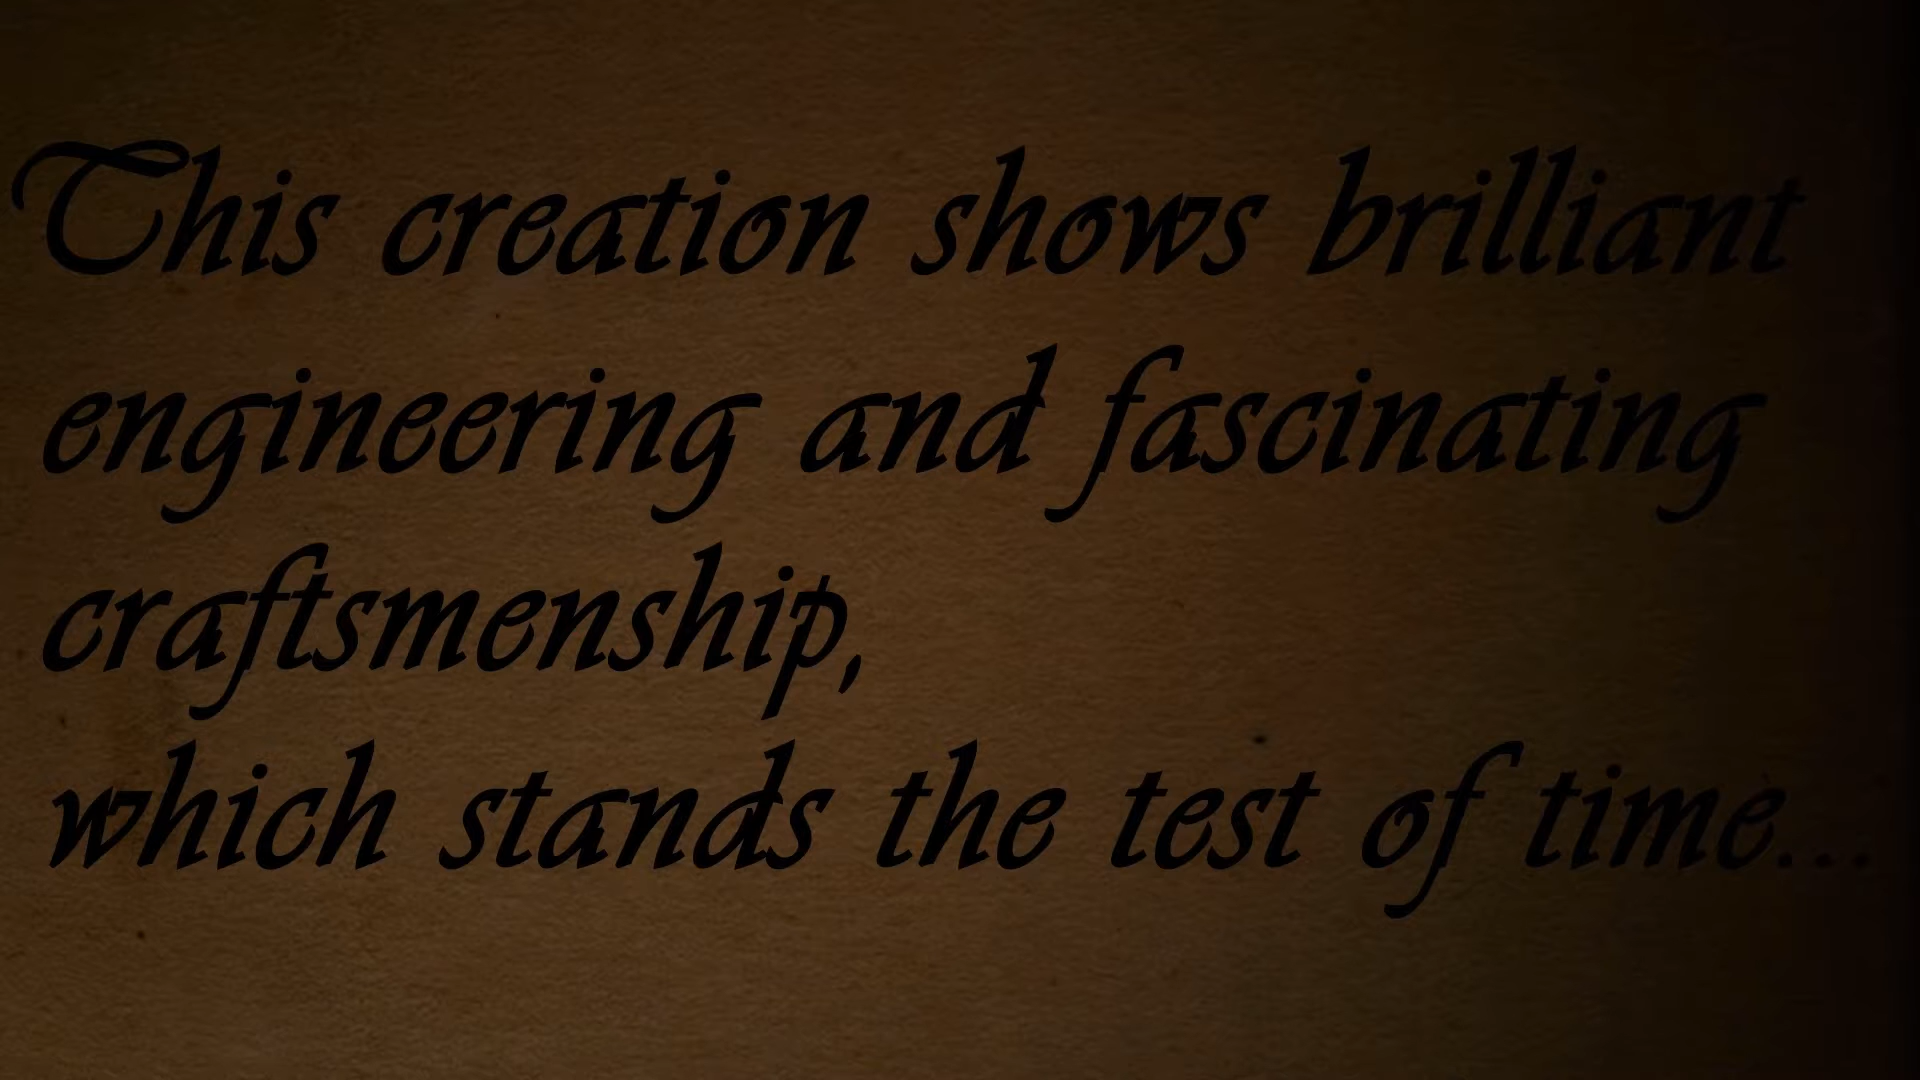 This creation shows brilliant
engineering and fascinating
craftsmenship,
which stands the test of time...